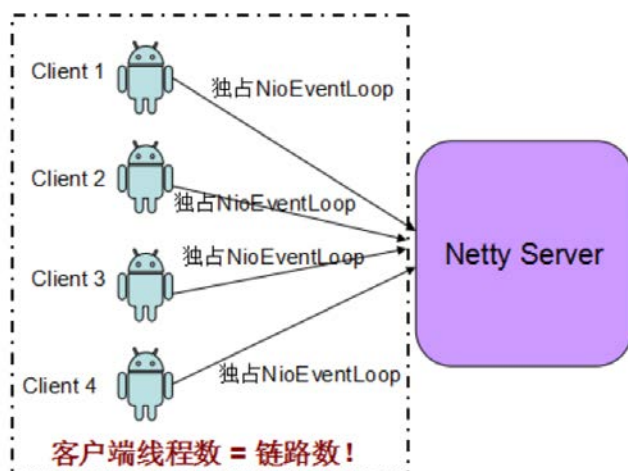 Client 1
独占NioEventLoop
Client 2
独占NioEventLoop
Netty Server
独占NioEventLoop
Client 3
独占NioEventLoop
Client 4
客户端线程数 = 链路数！